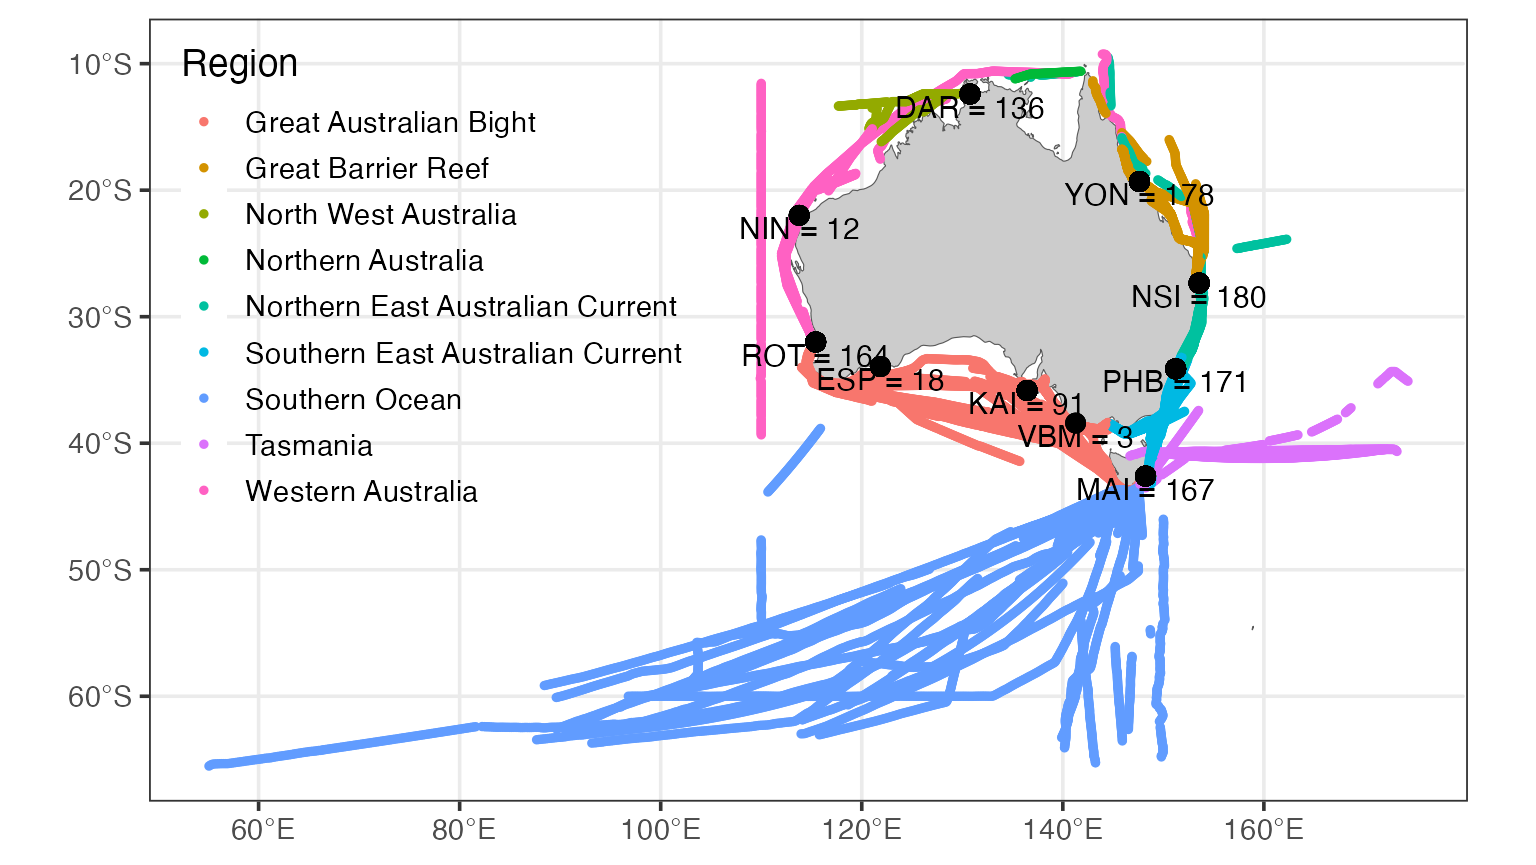 Region
Great Australian Bight
Great Barrier Reef
North West Australia
Northern Australia
Northern East Australian Current
Southern East Australian Current
Southern Ocean
Tasmania
Western Australia
10°S
20°S
30°S
40°S
50°S
60°S
DAR = 136
YON = 178
NIN = 12
NSI = 180
ROT = 164
ESP = 18
PHB = 171
KAI = 91
VBM = 3
MAI = 167
60°E
80°E
100°E
120°E
140°E
160°E